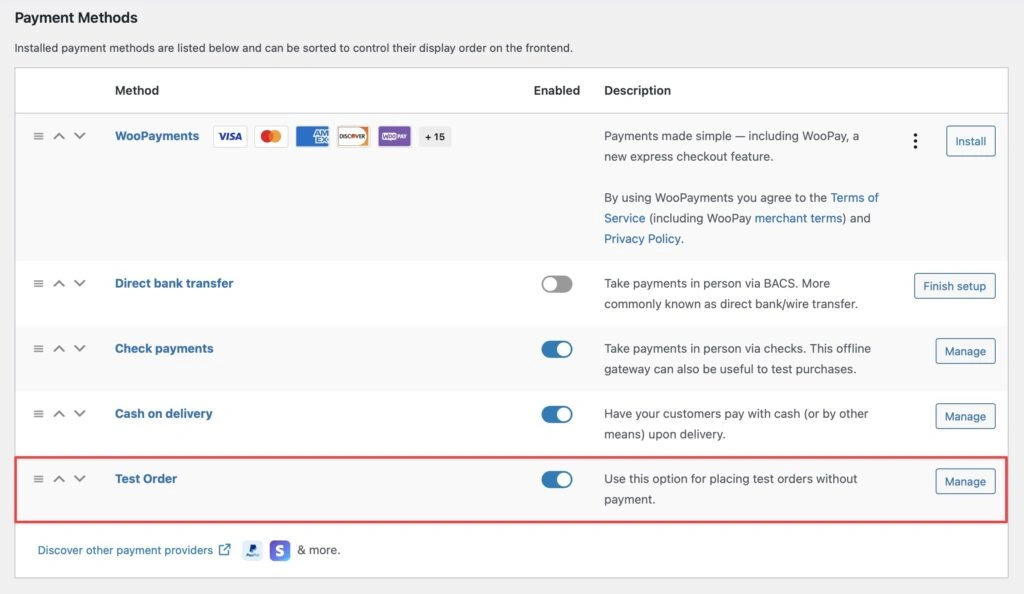 Payment Methods
Installed payment methods are listed below and can be sorted to control their display order on the frontend.
Method Enabled Description
WooPayments VISA AM EX DISCOVER WOOPAY + 15 Payments made simple — including WooPay, a Install
new express checkout feature.
By using WooPayments you agree to the Terms of
Service (including WooPay merchant terms) and
Privacy Policy.
Direct bank transfer Take payments in person via BACS. More Finish setup
commonly known as direct bank/wire transfer.
Check payments Take payments in person via checks. This offline Manage
gateway can also be useful to test purchases.
Cash on delivery Have your customers pay with cash (or by other Manage
means) upon delivery.
Test Order Use this option for placing test orders without Manage
payment.
Discover other payment providers PayPal S & more.